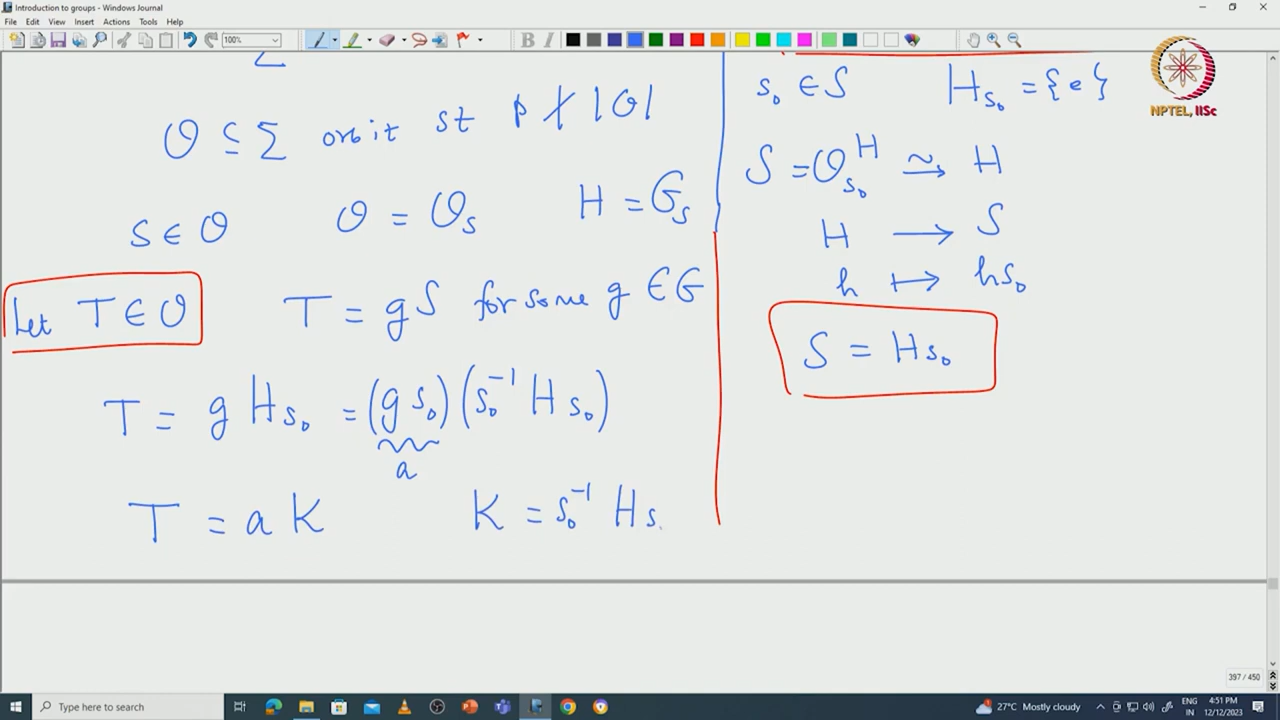 Introduction to groups - Windows Journal
File Edit View Insert Actions Tools Help
100%
B I
NPTEL, IISc
Σ
O ⊆ Σ orbit st p ∤ |O|
S ∈ O O = O_S H = G_S
Let T ∈ O T = gS for some g ∈ G
T = g H s₀ = (g s₀)(s₀⁻¹ H s₀)
a
T = a K K = s₀⁻¹ H s
s₀ ∈ S H_{s₀} = {e}
S = O_{s₀}^H ≃→ H
H → S
h ↦ hs₀
S = H s₀
397 / 450
Type here to search
27°C Mostly cloudy
ENG
IN
4:51 PM
12/12/2023